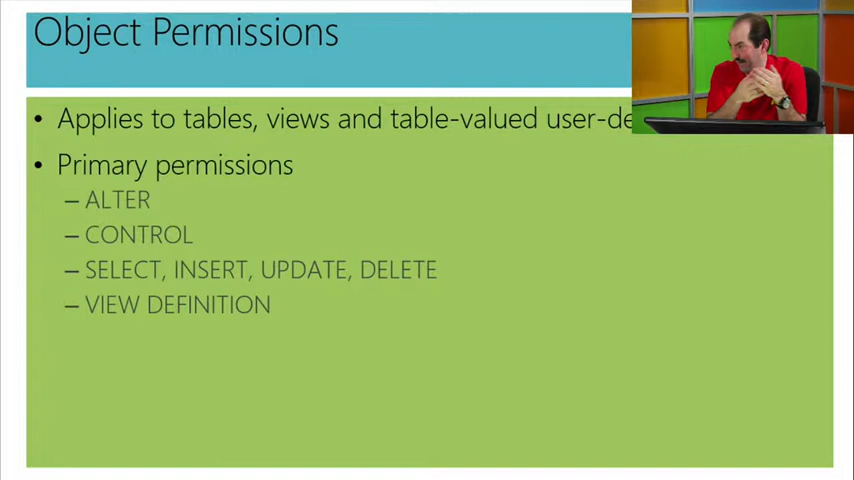 Object Permissions
• Applies to tables, views and table-valued user-de
• Primary permissions
– ALTER
– CONTROL
– SELECT, INSERT, UPDATE, DELETE
– VIEW DEFINITION